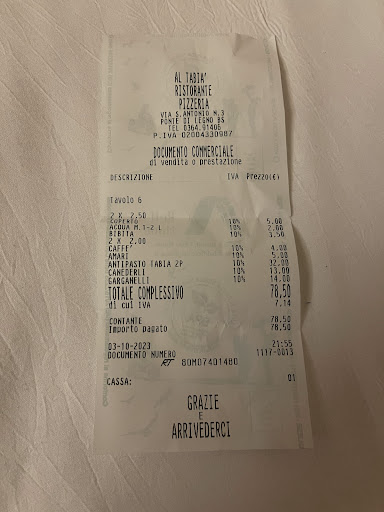 AL TABIA'
RISTORANTE
PIZZERIA
VIA S.ANTONIO N.3
PONTE DI LEGNO BS
TEL 0364.91406
P.IVA 02004330987
DOCUMENTO COMMERCIALE
di vendita o prestazione
DESCRIZIONE IVA Prezzo(€)
Tavolo 6
2 X 2,50
COPERTO 10% 5,00
ACQUA M.1-2 L 10% 2,00
BIBITA 10% 3,50
2 X 2,00
CAFFE' 10% 4,00
AMARI 10% 5,00
ANTIPASTO TABIA 2P 10% 32,00
CANEDERLI 10% 13,00
GARGANELLI 10% 14,00
TOTALE COMPLESSIVO 78,50
di cui IVA 7,14
CONTANTE 78,50
Importo pagato 78,50
03-10-2023 21:55
DOCUMENTO NUMERO 1117-0013
RT 80M07401480
CASSA: 01
GRAZIE
E
ARRIVEDERCI